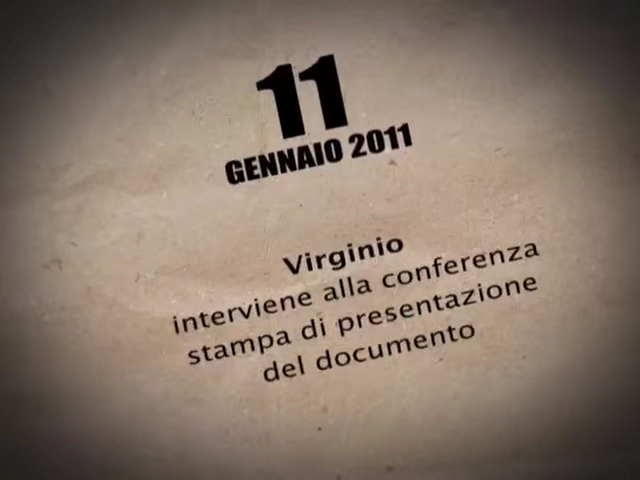 11
GENNAIO 2011
Virginio
interviene alla conferenza
stampa di presentazione
del documento